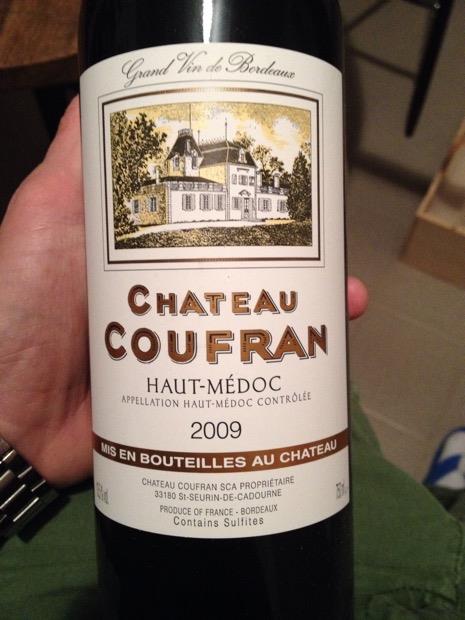 Grand Vin de Bordeaux
CHATEAU
COUFRAN
HAUT-MÉDOC
APPELLATION HAUT-MÉDOC CONTRÔLÉE
2009
MIS EN BOUTEILLES AU CHATEAU
CHATEAU COUFRAN SCA PROPRIÉTAIRE
33180 St-SEURIN-DE-CADOURNE
PRODUCE OF FRANCE - BORDEAUX
Contains Sulfites